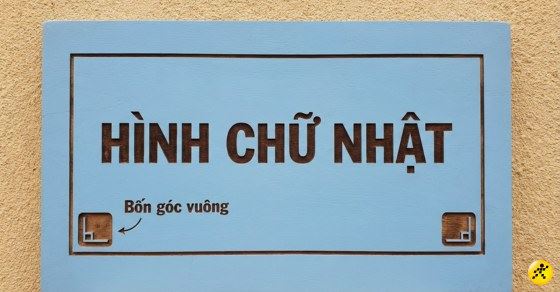 HÌNH CHỮ NHẬT
Bốn góc vuông